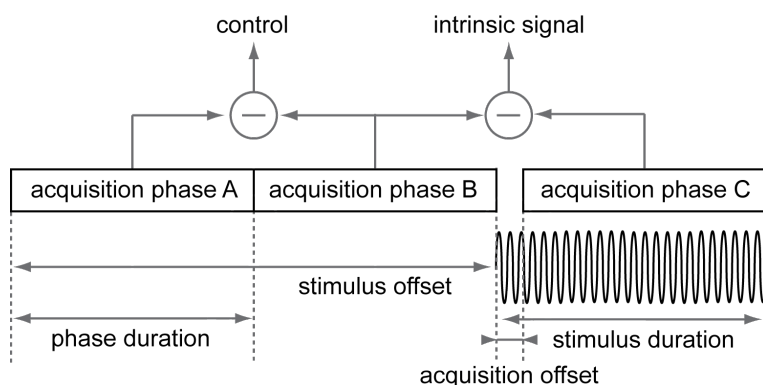 control
intrinsic signal
acquisition phase A
acquisition phase B
acquisition phase C
stimulus offset
phase duration
stimulus duration
acquisition offset